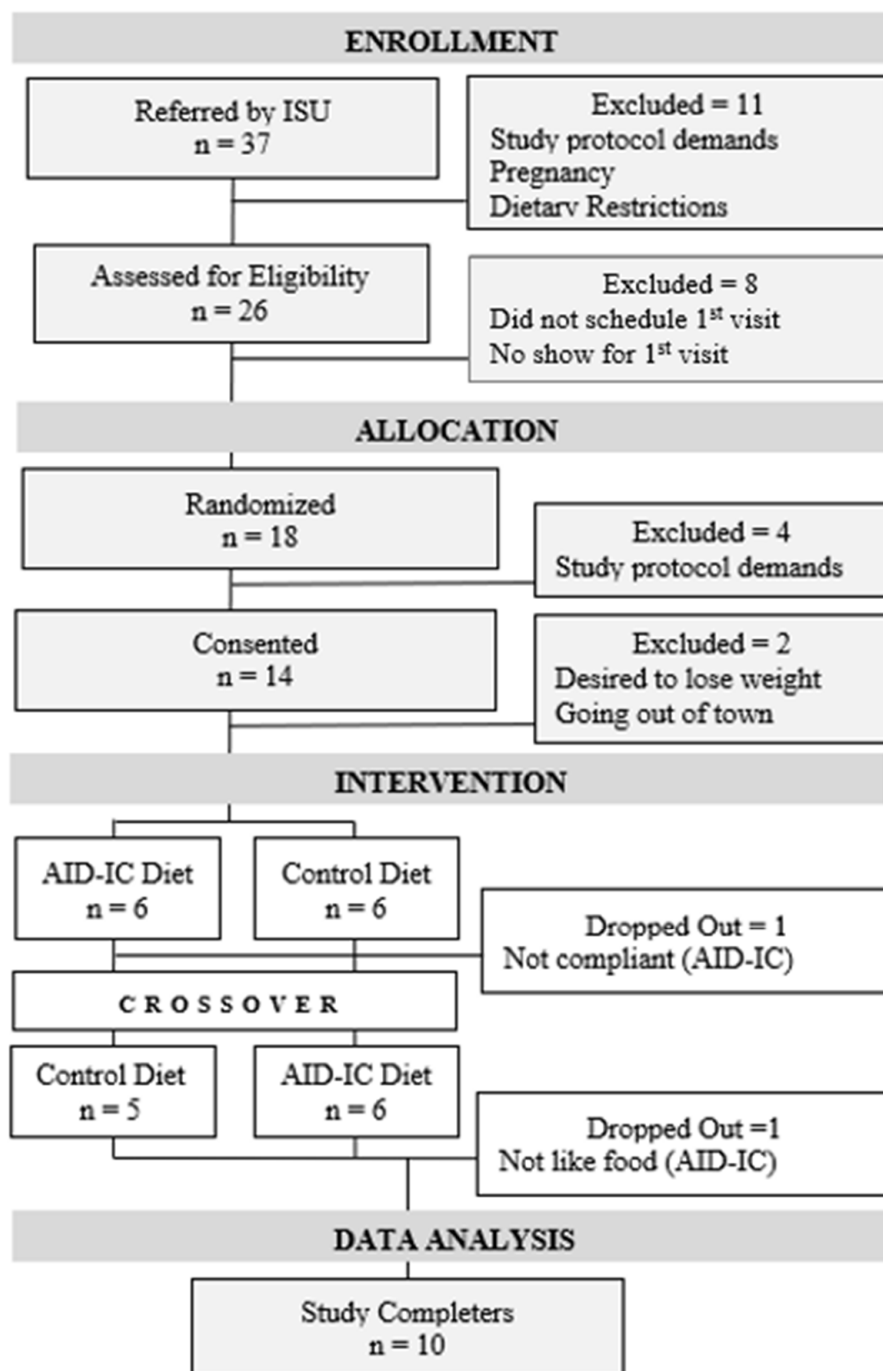 ENROLLMENT
Referred by ISU
n = 37
Excluded = 11
Study protocol demands
Pregnancy
Dietary Restrictions
Assessed for Eligibility
n = 26
Excluded = 8
Did not schedule 1st visit
No show for 1st visit
ALLOCATION
Randomized
n = 18
Excluded = 4
Study protocol demands
Consented
n = 14
Excluded = 2
Desired to lose weight
Going out of town
INTERVENTION
AID-IC Diet
n = 6
Control Diet
n = 6
Dropped Out = 1
Not compliant (AID-IC)
CROSSOVER
Control Diet
n = 5
AID-IC Diet
n = 6
Dropped Out =1
Not like food (AID-IC)
DATA ANALYSIS
Study Completers
n = 10